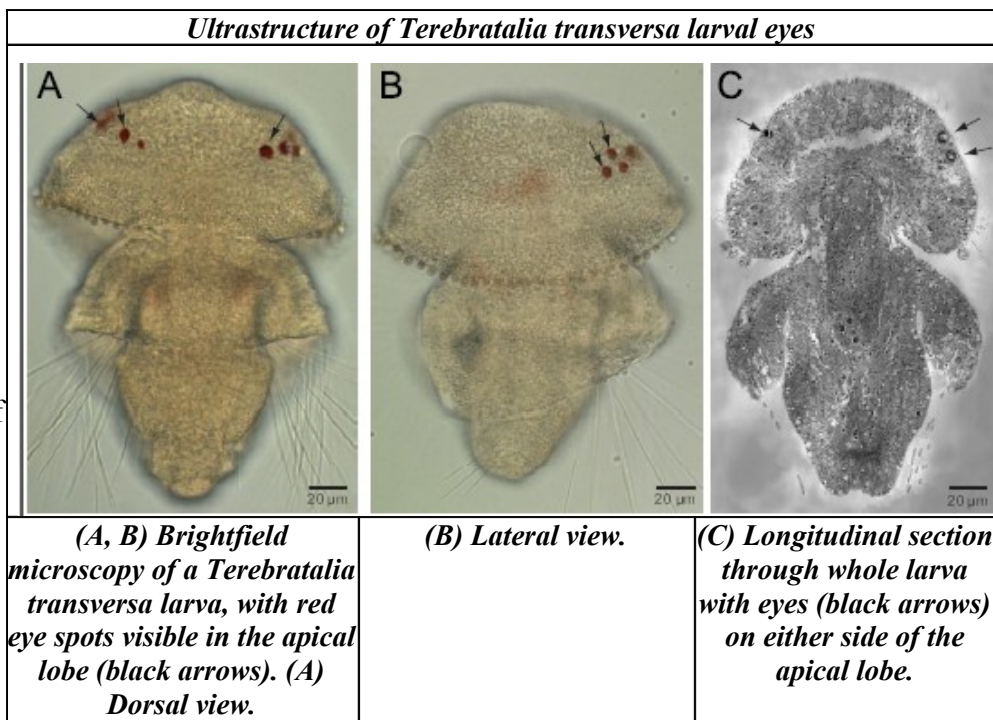 Ultrastructure of Terebratalia transversa larval eyes
A
B
C
20 µm
20 µm
20 µm
(A, B) Brightfield
microscopy of a Terebratalia
transversa larva, with red
eye spots visible in the apical
lobe (black arrows). (A)
Dorsal view.
(B) Lateral view.
(C) Longitudinal section
through whole larva
with eyes (black arrows)
on either side of the
apical lobe.